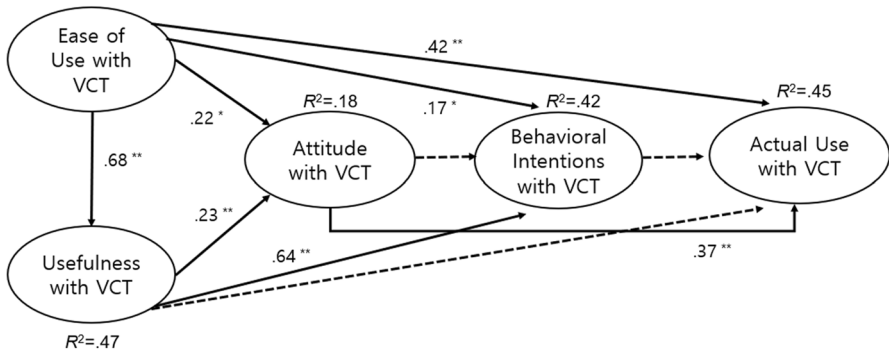 Ease of
Use with
VCT
.42 **
R²=.18
.17 *
R²=.42
R²=.45
.22 *
Attitude
with VCT
Behavioral
Intentions
with VCT
Actual Use
with VCT
.68 **
.23 **
.64 **
.37 **
Usefulness
with VCT
R²=.47